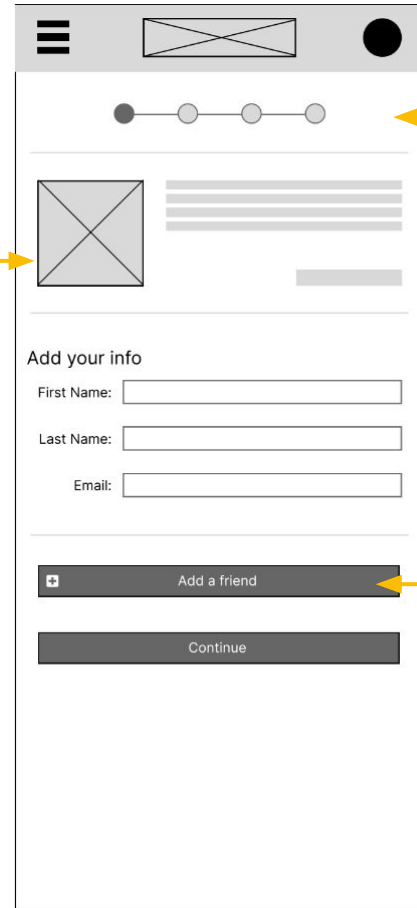 Add your info
First Name:
Last Name:
Email:
Add a friend
Continue